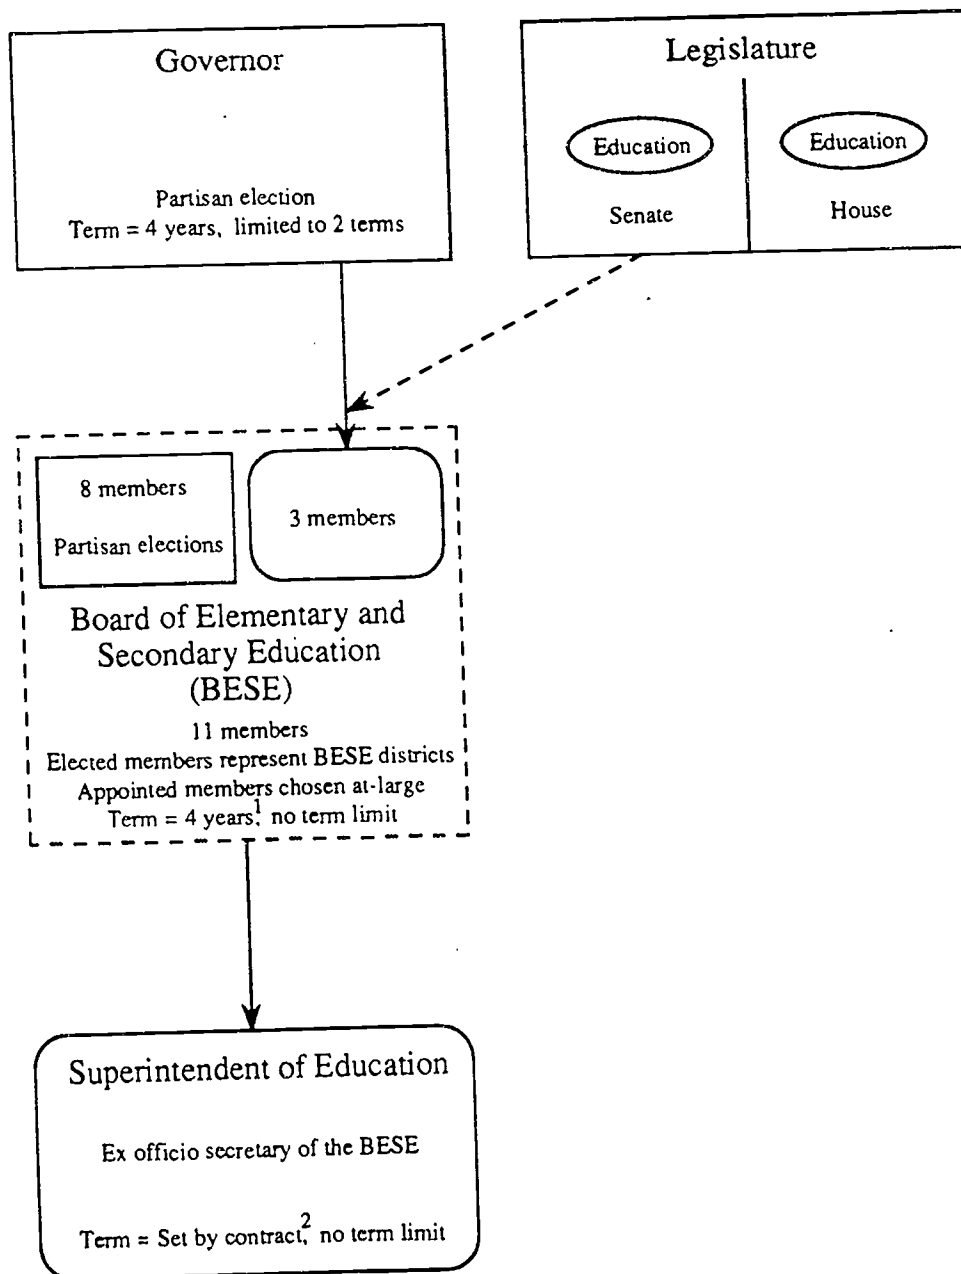 Governor
Partisan election
Term = 4 years, limited to 2 terms
Legislature
Education
Senate
Education
House
8 members
Partisan elections
3 members
Board of Elementary and
Secondary Education
(BESE)
11 members
Elected members represent BESE districts
Appointed members chosen at-large
Term = 4 years,1 no term limit
Superintendent of Education
Ex officio secretary of the BESE
Term = Set by contract,2 no term limit